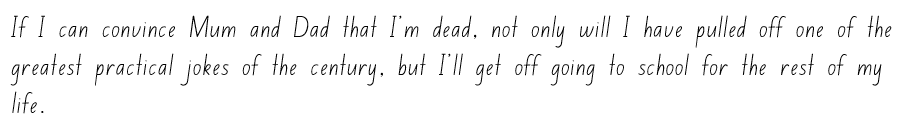 If I can convince Mum and Dad that I'm dead, not only will I have pulled off one of the
greatest practical jokes of the century, but I'll get off going to school for the rest of my
life.